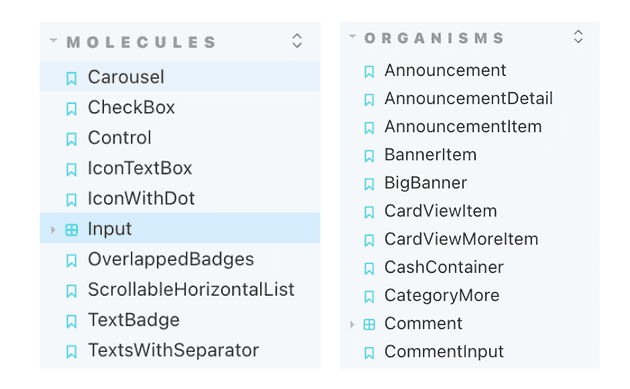 MOLECULES
Carousel
CheckBox
Control
IconTextBox
IconWithDot
Input
OverlappedBadges
ScrollableHorizontalList
TextBadge
TextsWithSeparator
ORGANISMS
Announcement
AnnouncementDetail
AnnouncementItem
BannerItem
BigBanner
CardViewItem
CardViewMoreItem
CashContainer
CategoryMore
Comment
CommentInput